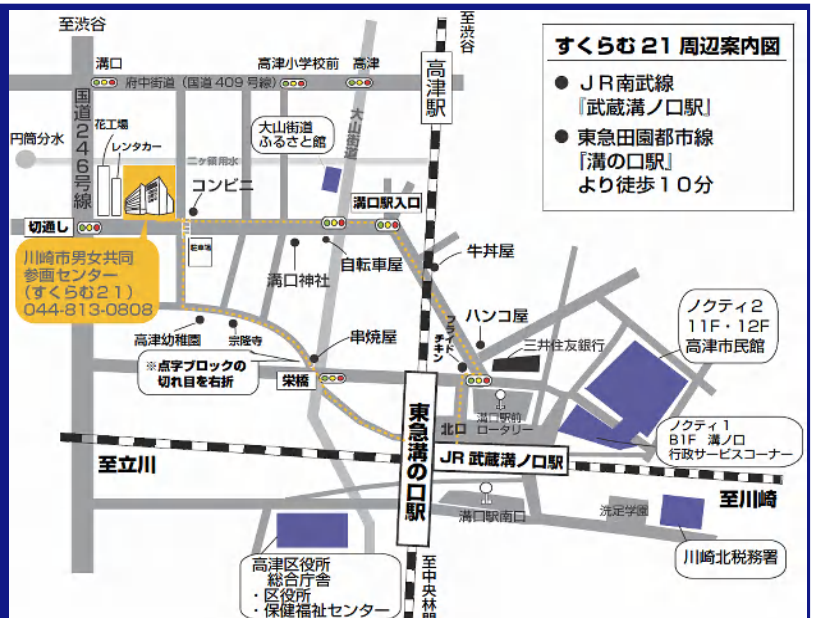 至渋谷
至渋谷
すくらむ21 周辺案内図
● JR南武線
『武蔵溝ノ口駅』
● 東急田園都市線
『溝の口駅』
より徒歩10分
溝口
高津小学校前
高津
府中街道(国道409号線)
高津駅
国道246号線
花工場
レンタカー
円筒分水
大山街道
ふるさと館
大山街道
二ヶ領用水
コンビニ
溝口駅入口
切通し
駐車場
川崎市男女共同
参画センター
(すくらむ21)
044-813-0808
溝口神社
自転車屋
牛丼屋
ハンコ屋
フライド
チキン
三井住友銀行
ノクティ2
11F・12F
高津市民館
高津幼稚園
宗隆寺
串焼屋
※点字ブロックの
切れ目を右折
栄橋
溝口駅前
ロータリー
北口
東急溝の口駅
JR 武蔵溝ノ口駅
ノクティ1
B1F 溝ノ口
行政サービスコーナー
至立川
至川崎
溝口駅南口
洗足学園
川崎北税務署
高津区役所
総合庁舎
・区役所
・保健福祉センター
至中央林間